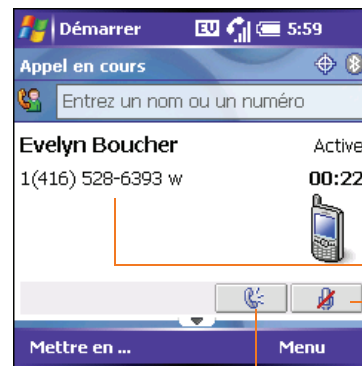 Démarrer EV 5:59
Appel en cours
Entrez un nom ou un numéro
Evelyn Boucher Active
1(416) 528-6393 w 00:22
Mettre en ... Menu